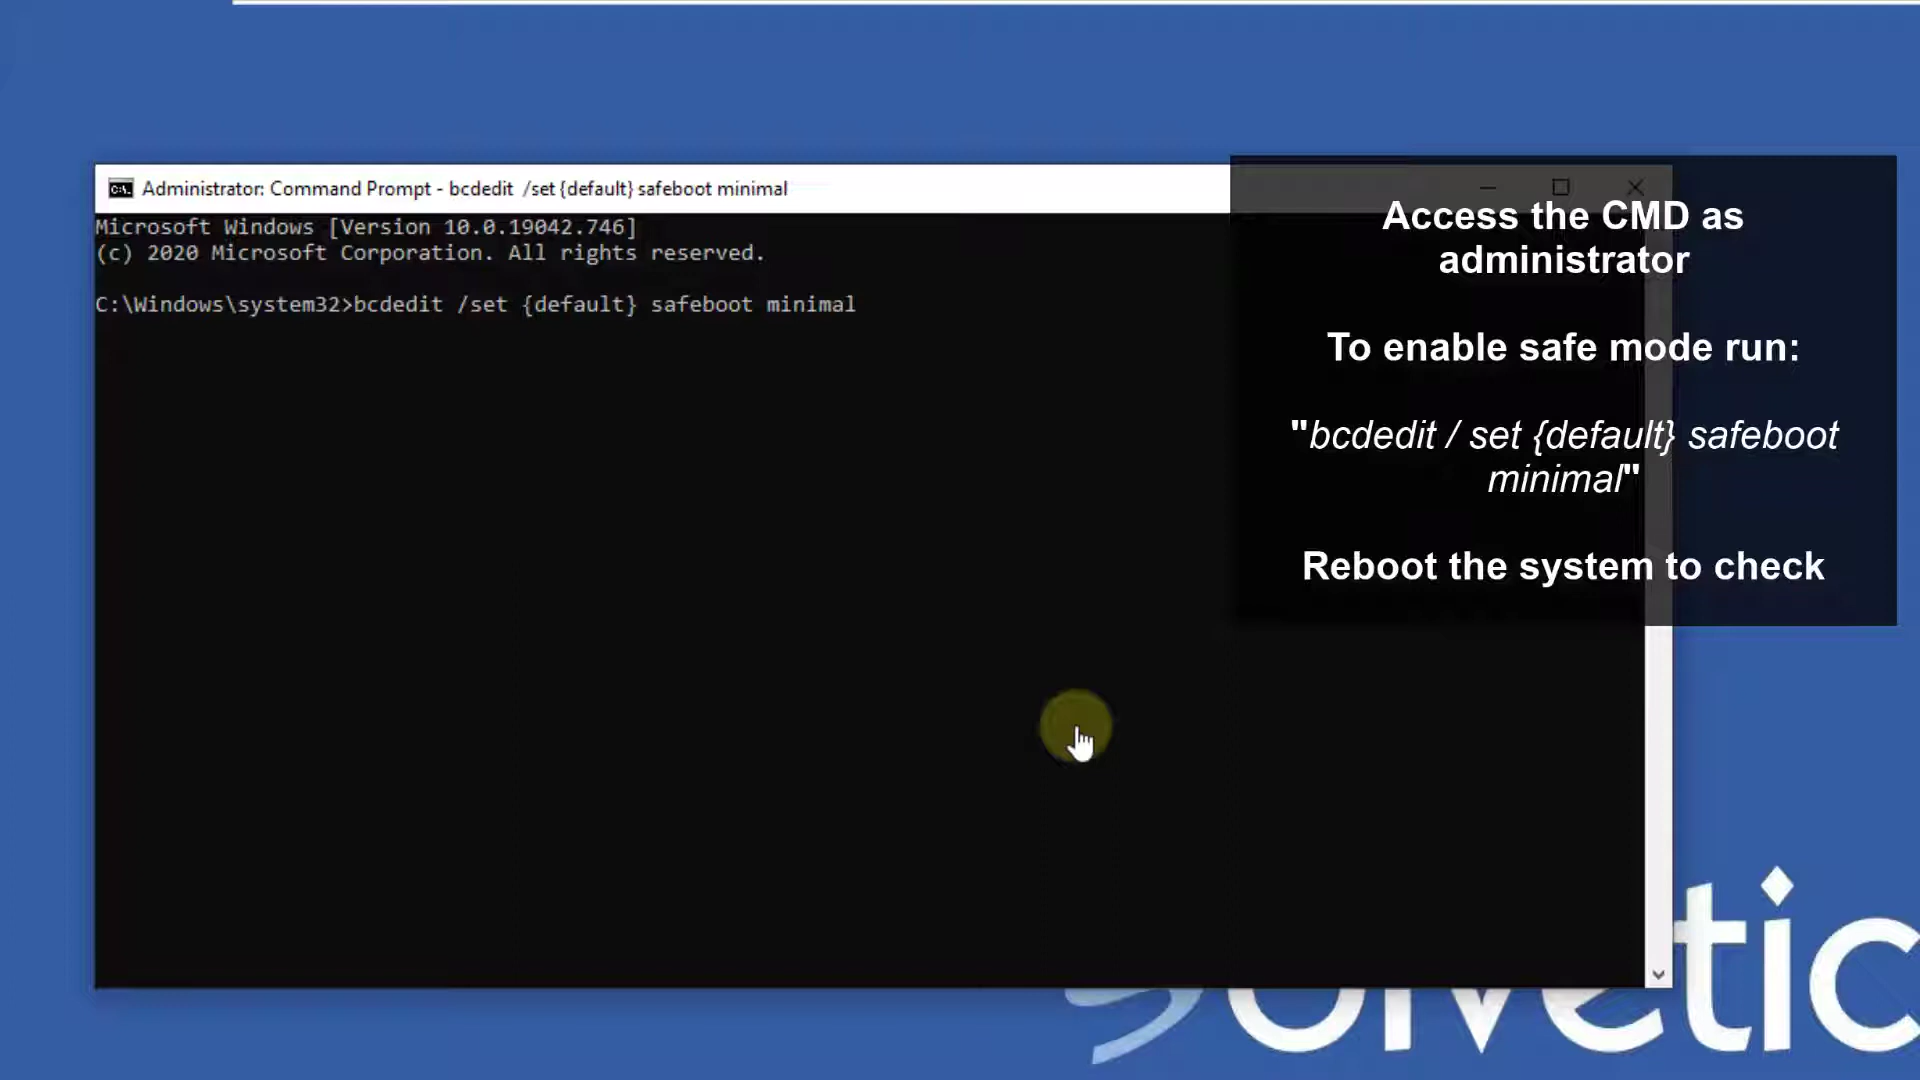 Administrator: Command Prompt - bcdedit  /set {default} safeboot minimal
Microsoft Windows [Version 10.0.19042.746]
(c) 2020 Microsoft Corporation. All rights reserved.
C:\Windows\system32>bcdedit /set {default} safeboot minimal
Access the CMD as
administrator
To enable safe mode run:
"bcdedit / set {default} safeboot
minimal"
Reboot the system to check
solvetic